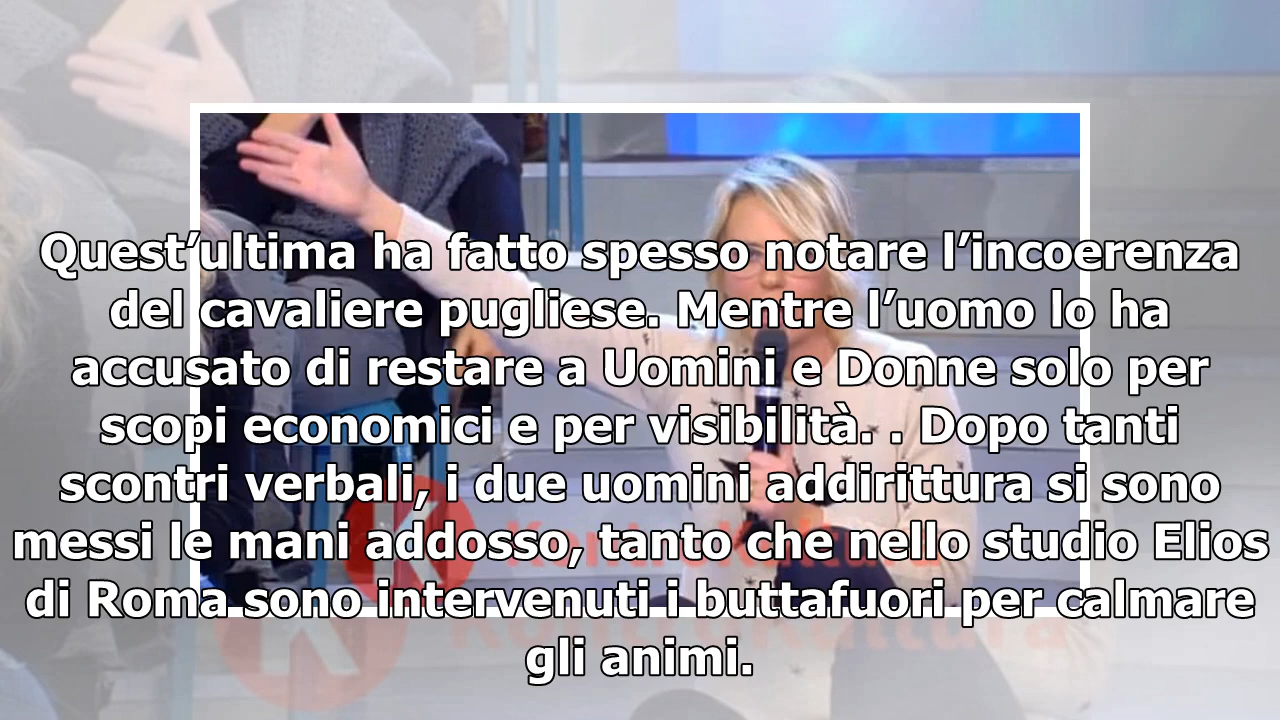 Quest’ultima ha fatto spesso notare l’incoerenza
del cavaliere pugliese. Mentre l’uomo lo ha
accusato di restare a Uomini e Donne solo per
scopi economici e per visibilità. . Dopo tanti
scontri verbali, i due uomini addirittura si sono
messi le mani addosso, tanto che nello studio Elios
di Roma sono intervenuti i buttafuori per calmare
gli animi.
K KontroKultura
K KontroKultura